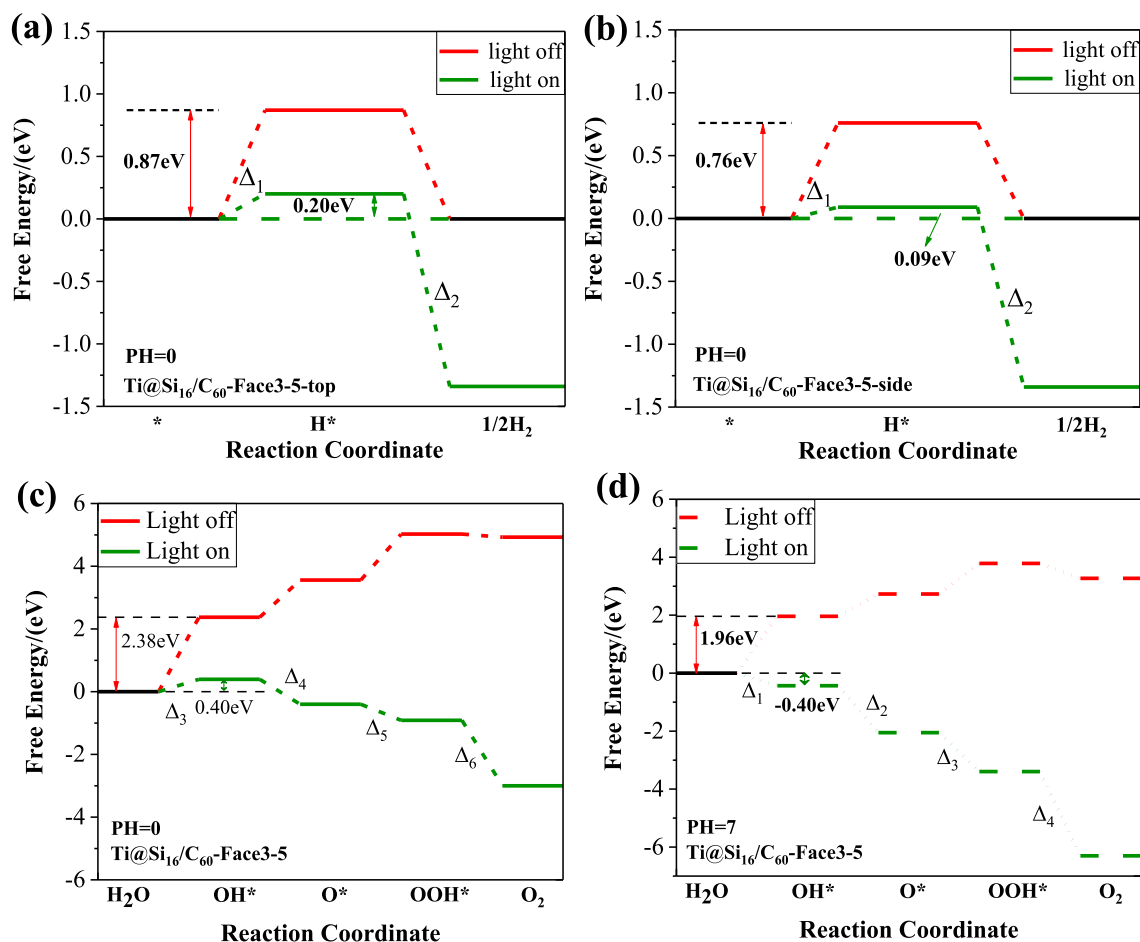 (a)
1.5
1.0
0.5
0.0
-0.5
-1.0
-1.5
Free Energy/(eV)
light off
light on
0.87eV
Δ₁
0.20eV
Δ₂
PH=0
Ti@Si₁₆/C₆₀-Face3-5-top
* H* 1/2H₂
Reaction Coordinate
(b)
1.5
1.0
0.5
0.0
-0.5
-1.0
-1.5
Free Energy/(eV)
light off
light on
0.76eV
Δ₁
0.09eV
Δ₂
PH=0
Ti@Si₁₆/C₆₀-Face3-5-side
* H* 1/2H₂
Reaction Coordinate
(c)
6
4
2
0
-2
-4
-6
Free Energy/(eV)
Light off
Light on
2.38eV
Δ₃
0.40eV
Δ₄
Δ₅
Δ₆
PH=0
Ti@Si₁₆/C₆₀-Face3-5
H₂O OH* O* OOH* O₂
Reaction Coordinate
(d)
6
4
2
0
-2
-4
-6
Free Energy/(eV)
Light off
Light on
1.96eV
Δ₁
-0.40eV
Δ₂
Δ₃
Δ₄
PH=7
Ti@Si₁₆/C₆₀-Face3-5
H₂O OH* O* OOH* O₂
Reaction Coordinate